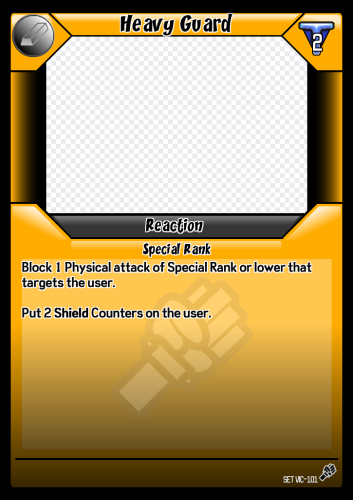 Heavy Guard
2
Reaction
Special Rank
Block 1 Physical attack of Special Rank or lower that
targets the user.
Put 2 Shield Counters on the user.
SET VIC-101